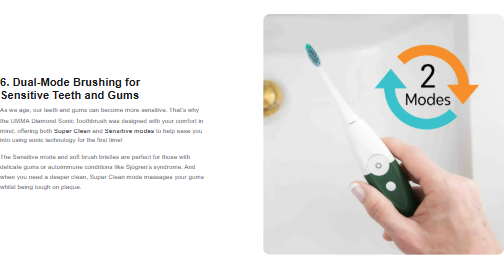 6. Dual-Mode Brushing for
Sensitive Teeth and Gums
As we age, our teeth and gums can become more sensitive. That's why
the UMMA Diamond Sonic Toothbrush was designed with your comfort in
mind, offering both Super Clean and Sensitive modes to help ease you
into using sonic technology for the first time!
The Sensitive mode and soft brush bristles are perfect for those with
delicate gums or autoimmune conditions like Sjögren's syndrome. And
when you need a deeper clean, Super Clean mode massages your gums
whilst being tough on plaque.
2
Modes